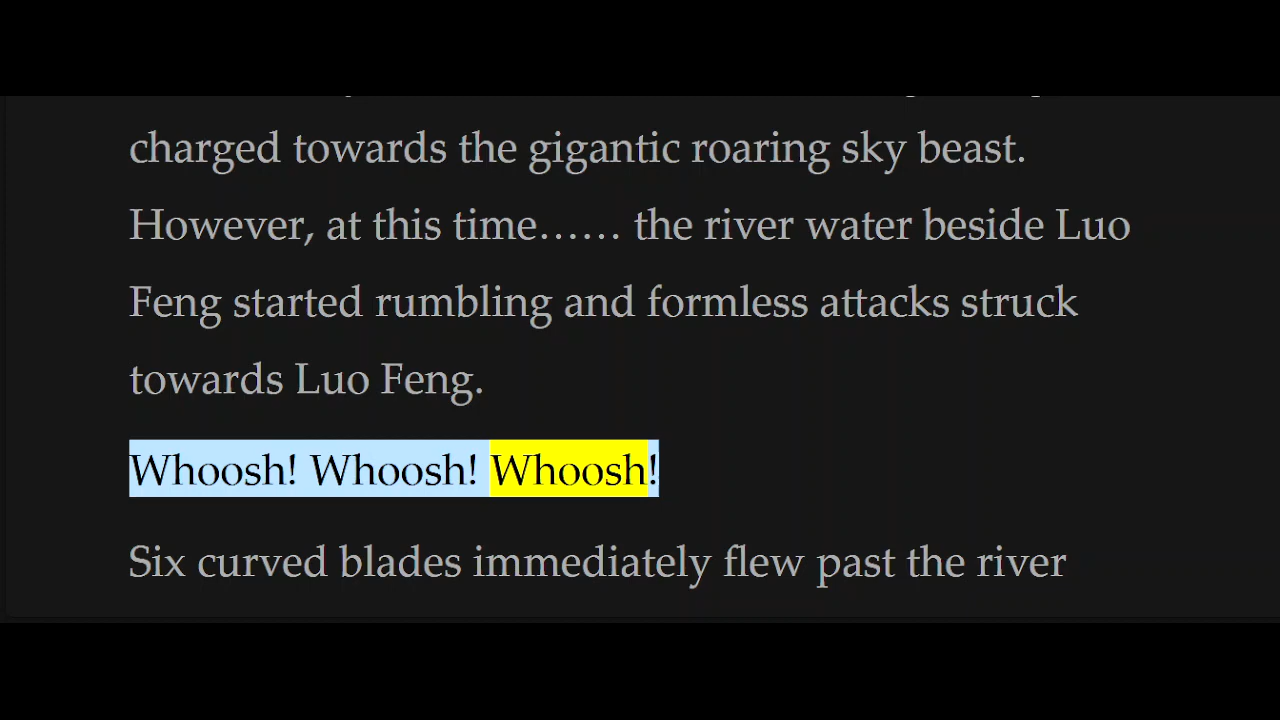 charged towards the gigantic roaring sky beast.
However, at this time…… the river water beside Luo
Feng started rumbling and formless attacks struck
towards Luo Feng.
Whoosh! Whoosh! Whoosh!
Six curved blades immediately flew past the river